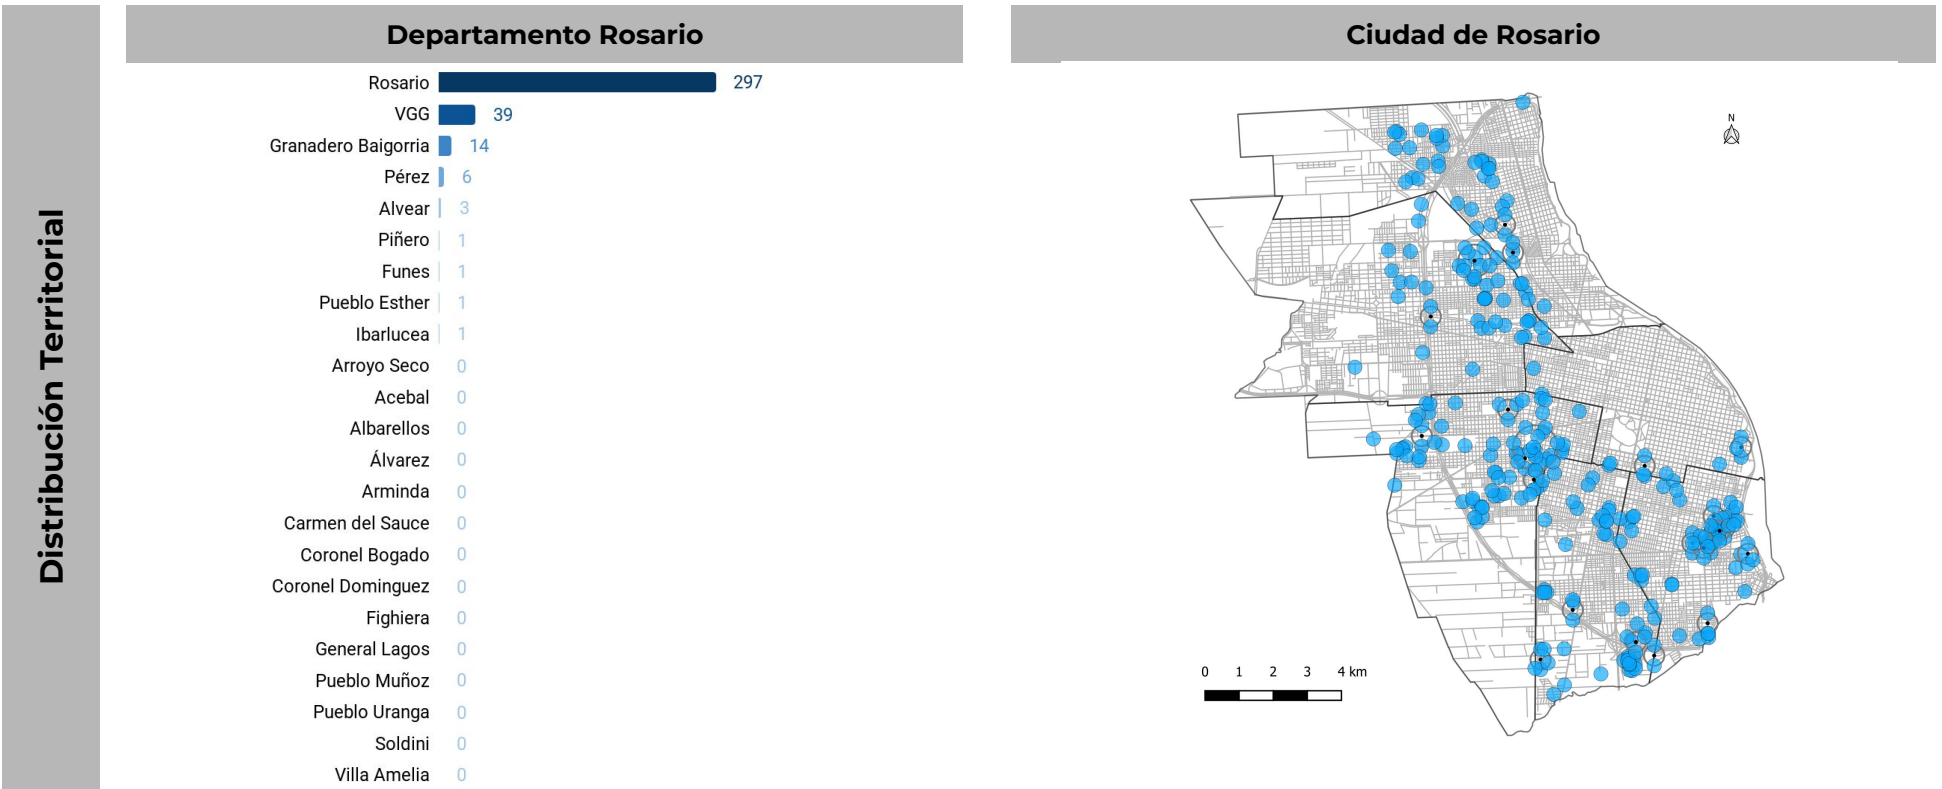 Distribución Territorial
Departamento Rosario
Rosario 297
VGG 39
Granadero Baigorria 14
Pérez 6
Alvear 3
Piñero 1
Funes 1
Pueblo Esther 1
Ibarlucea 1
Arroyo Seco 0
Acebal 0
Albarellos 0
Álvarez 0
Arminda 0
Carmen del Sauce 0
Coronel Bogado 0
Coronel Dominguez 0
Fighiera 0
General Lagos 0
Pueblo Muñoz 0
Pueblo Uranga 0
Soldini 0
Villa Amelia 0
Ciudad de Rosario
N
0 1 2 3 4 km